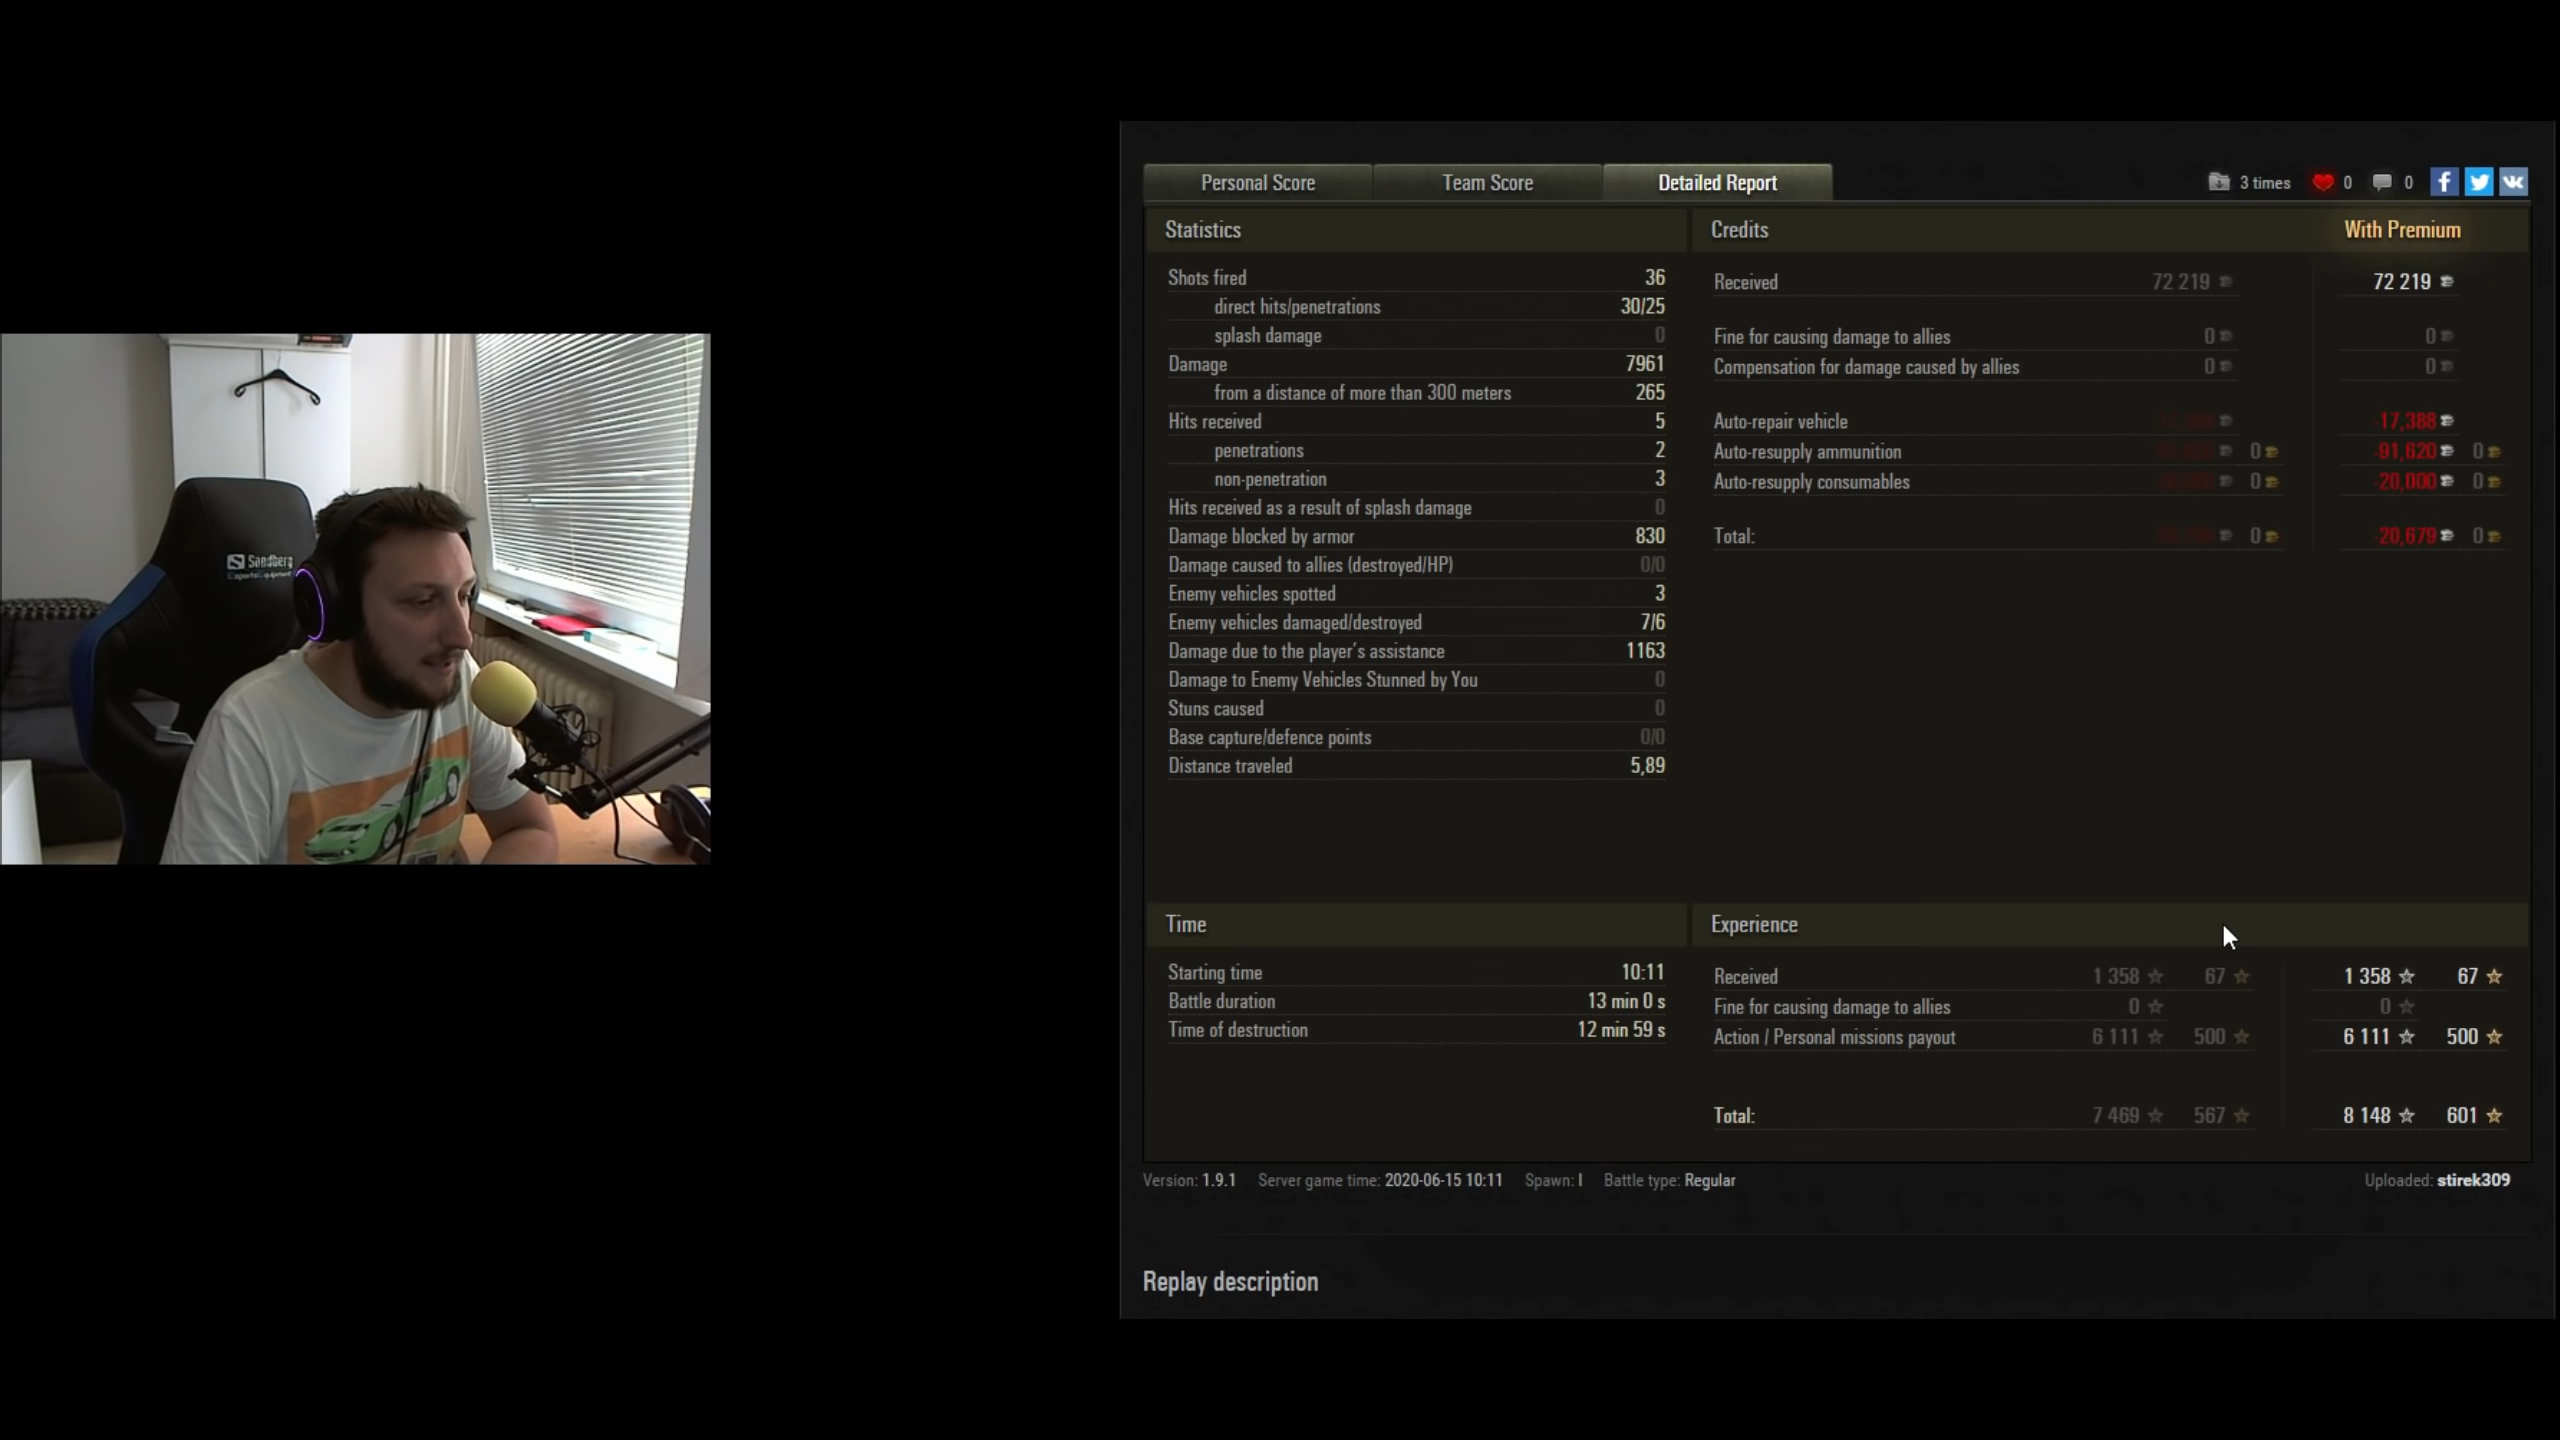 Personal Score Team Score Detailed Report 3 times 0 0
Statistics
Shots fired 36
direct hits/penetrations 30/25
splash damage 0
Damage 7961
from a distance of more than 300 meters 265
Hits received 5
penetrations 2
non-penetration 3
Hits received as a result of splash damage 0
Damage blocked by armor 830
Damage caused to allies (destroyed/HP) 0/0
Enemy vehicles spotted 3
Enemy vehicles damaged/destroyed 7/6
Damage due to the player's assistance 1163
Damage to Enemy Vehicles Stunned by You 0
Stuns caused 0
Base capture/defence points 0/0
Distance traveled 5,89
Credits With Premium
Received 72 219 72 219
Fine for causing damage to allies 0 0
Compensation for damage caused by allies 0 0
Auto-repair vehicle -17,388
Auto-resupply ammunition 0 -91,620 0
Auto-resupply consumables 0 -20,000 0
Total: 0 -20,679 0
Time
Starting time 10:11
Battle duration 13 min 0 s
Time of destruction 12 min 59 s
Experience
Received 1 358 67 1 358 67
Fine for causing damage to allies 0 0
Action / Personal missions payout 6 111 500 6 111 500
Total: 7 469 567 8 148 601
Version: 1.9.1 Server game time: 2020-06-15 10:11 Spawn: I Battle type: Regular Uploaded: stirek309
Replay description
Sandberg